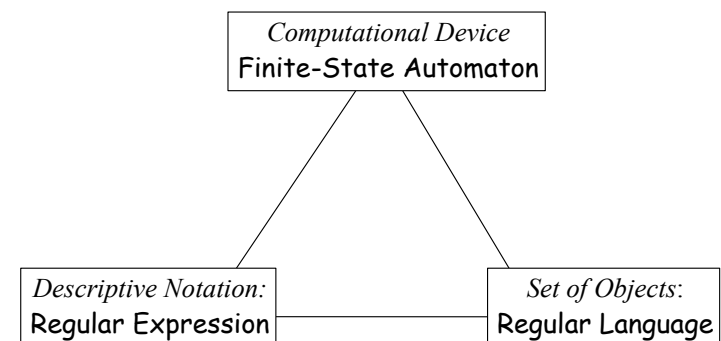 Computational Device
Finite-State Automaton
Descriptive Notation:
Regular Expression
Set of Objects:
Regular Language